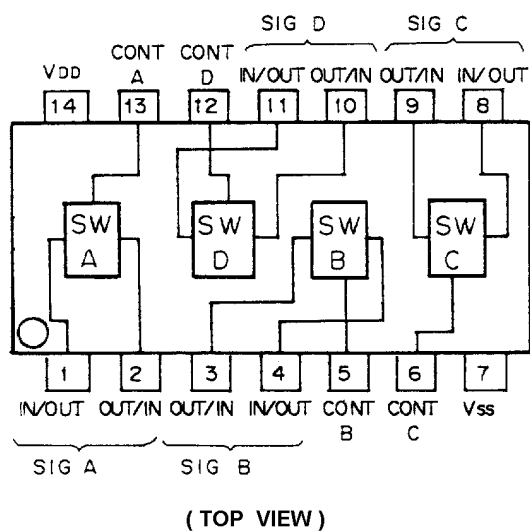 SIG D SIG C
CONT CONT
VDD A D IN/OUT OUT/IN OUT/IN IN/OUT
14 13 12 11 10 9 8
SW SW SW SW
A D B C
1 2 3 4 5 6 7
IN/OUT OUT/IN OUT/IN IN/OUT CONT CONT Vss
B C
SIG A SIG B
( TOP VIEW )